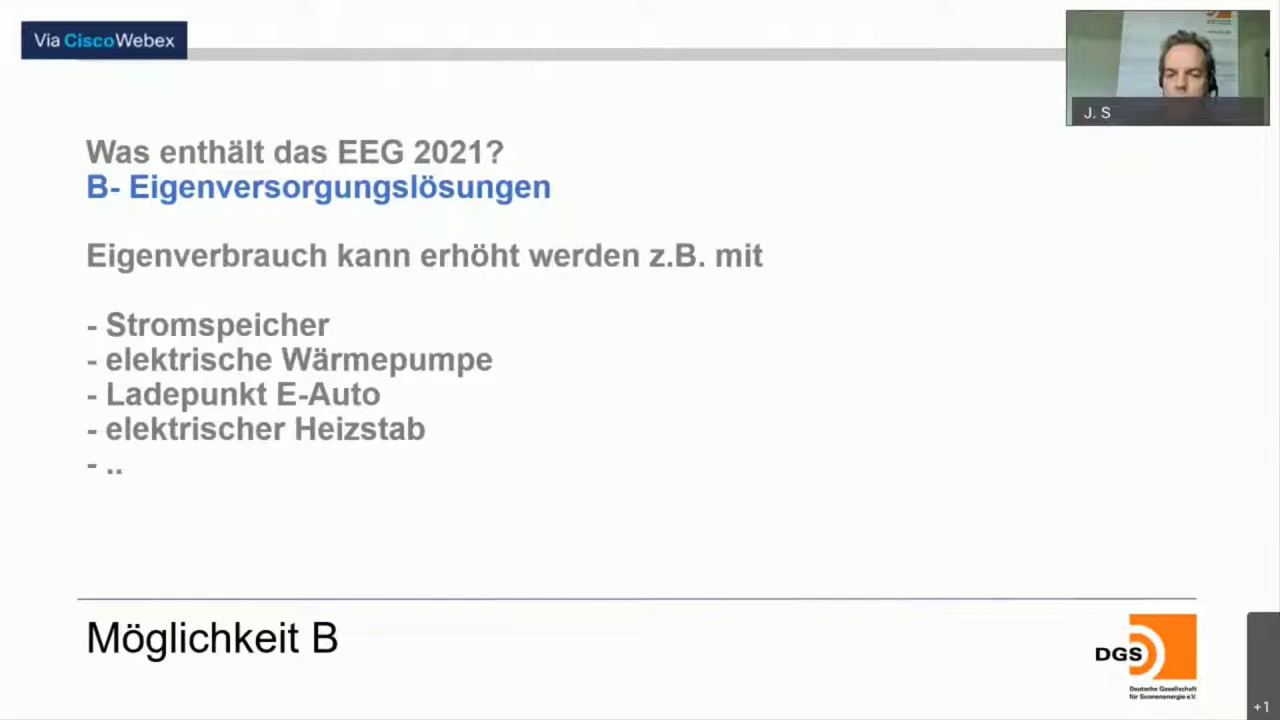 Via CiscoWebex
J. S
Was enthält das EEG 2021?
B- Eigenversorgungslösungen
Eigenverbrauch kann erhöht werden z.B. mit
- Stromspeicher
- elektrische Wärmepumpe
- Ladepunkt E-Auto
- elektrischer Heizstab
- ..
Möglichkeit B
DGS
Deutsche Gesellschaft
für Sonnenenergie e.V.
+1